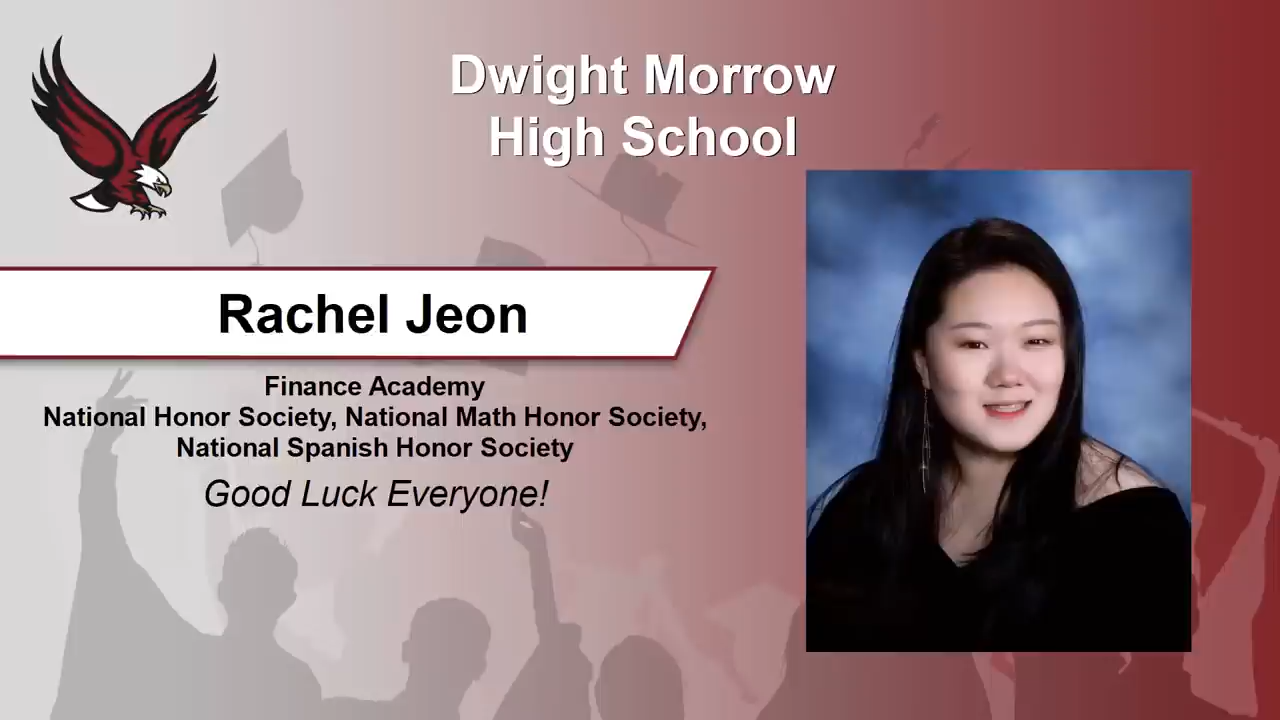 Dwight Morrow
High School
Rachel Jeon
Finance Academy
National Honor Society, National Math Honor Society,
National Spanish Honor Society
Good Luck Everyone!